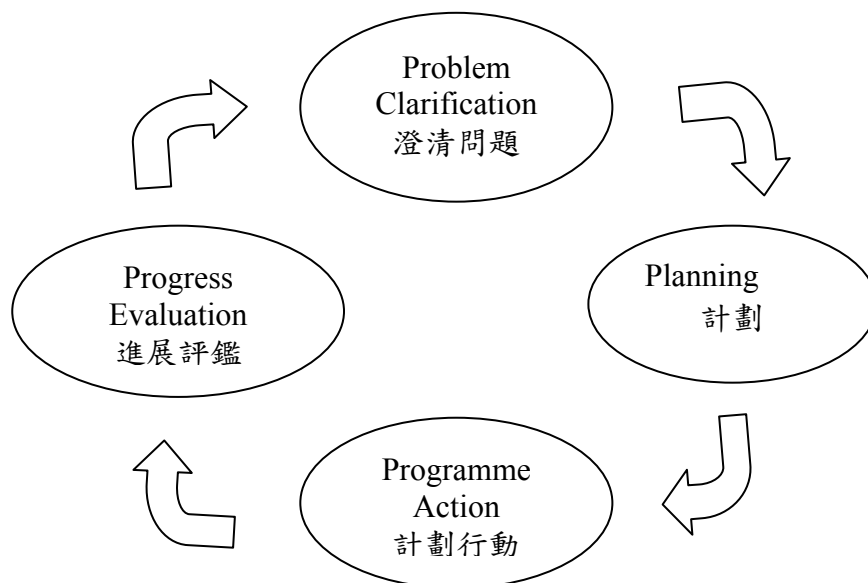 Problem
Clarification
澄清問題
Planning
計劃
Programme
Action
計劃行動
Progress
Evaluation
進展評鑑